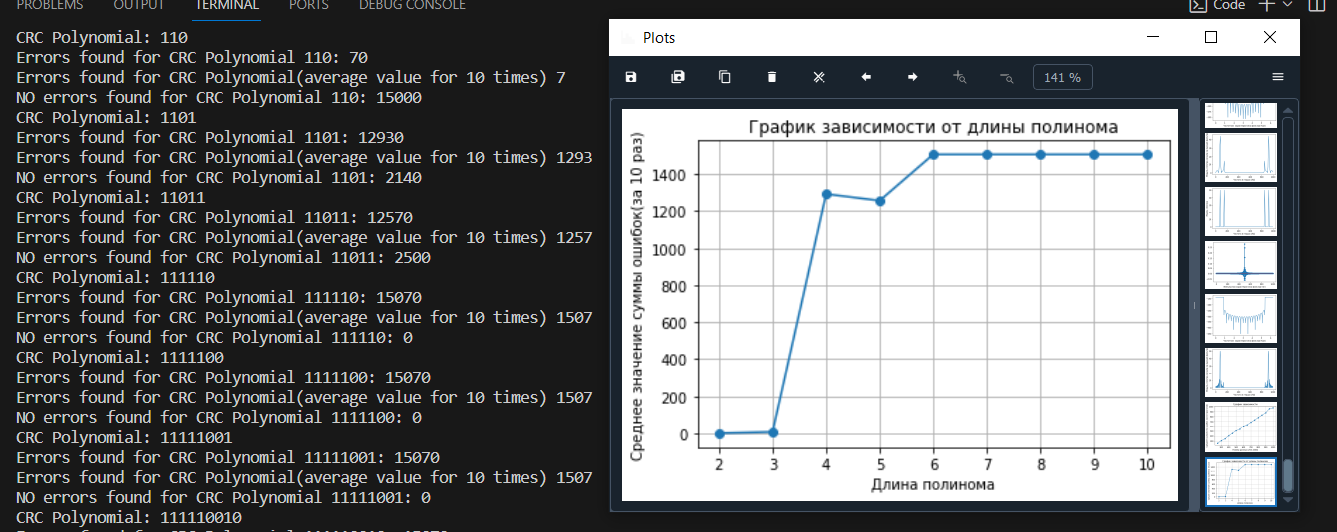 PROBLEMS OUTPUT TERMINAL PORTS DEBUG CONSOLE
Code
CRC Polynomial: 110
Errors found for CRC Polynomial 110: 70
Errors found for CRC Polynomial(average value for 10 times) 7
NO errors found for CRC Polynomial 110: 15000
CRC Polynomial: 1101
Errors found for CRC Polynomial 1101: 12930
Errors found for CRC Polynomial(average value for 10 times) 1293
NO errors found for CRC Polynomial 1101: 2140
CRC Polynomial: 11011
Errors found for CRC Polynomial 11011: 12570
Errors found for CRC Polynomial(average value for 10 times) 1257
NO errors found for CRC Polynomial 11011: 2500
CRC Polynomial: 111110
Errors found for CRC Polynomial 111110: 15070
Errors found for CRC Polynomial(average value for 10 times) 1507
NO errors found for CRC Polynomial 111110: 0
CRC Polynomial: 1111100
Errors found for CRC Polynomial 1111100: 15070
Errors found for CRC Polynomial(average value for 10 times) 1507
NO errors found for CRC Polynomial 1111100: 0
CRC Polynomial: 11111001
Errors found for CRC Polynomial 11111001: 15070
Errors found for CRC Polynomial(average value for 10 times) 1507
NO errors found for CRC Polynomial 11111001: 0
CRC Polynomial: 111110010
Plots
141 %
График зависимости от длины полинома
Среднее значение суммы ошибок(за 10 раз)
1400
1200
1000
800
600
400
200
0
2 3 4 5 6 7 8 9 10
Длина полинома